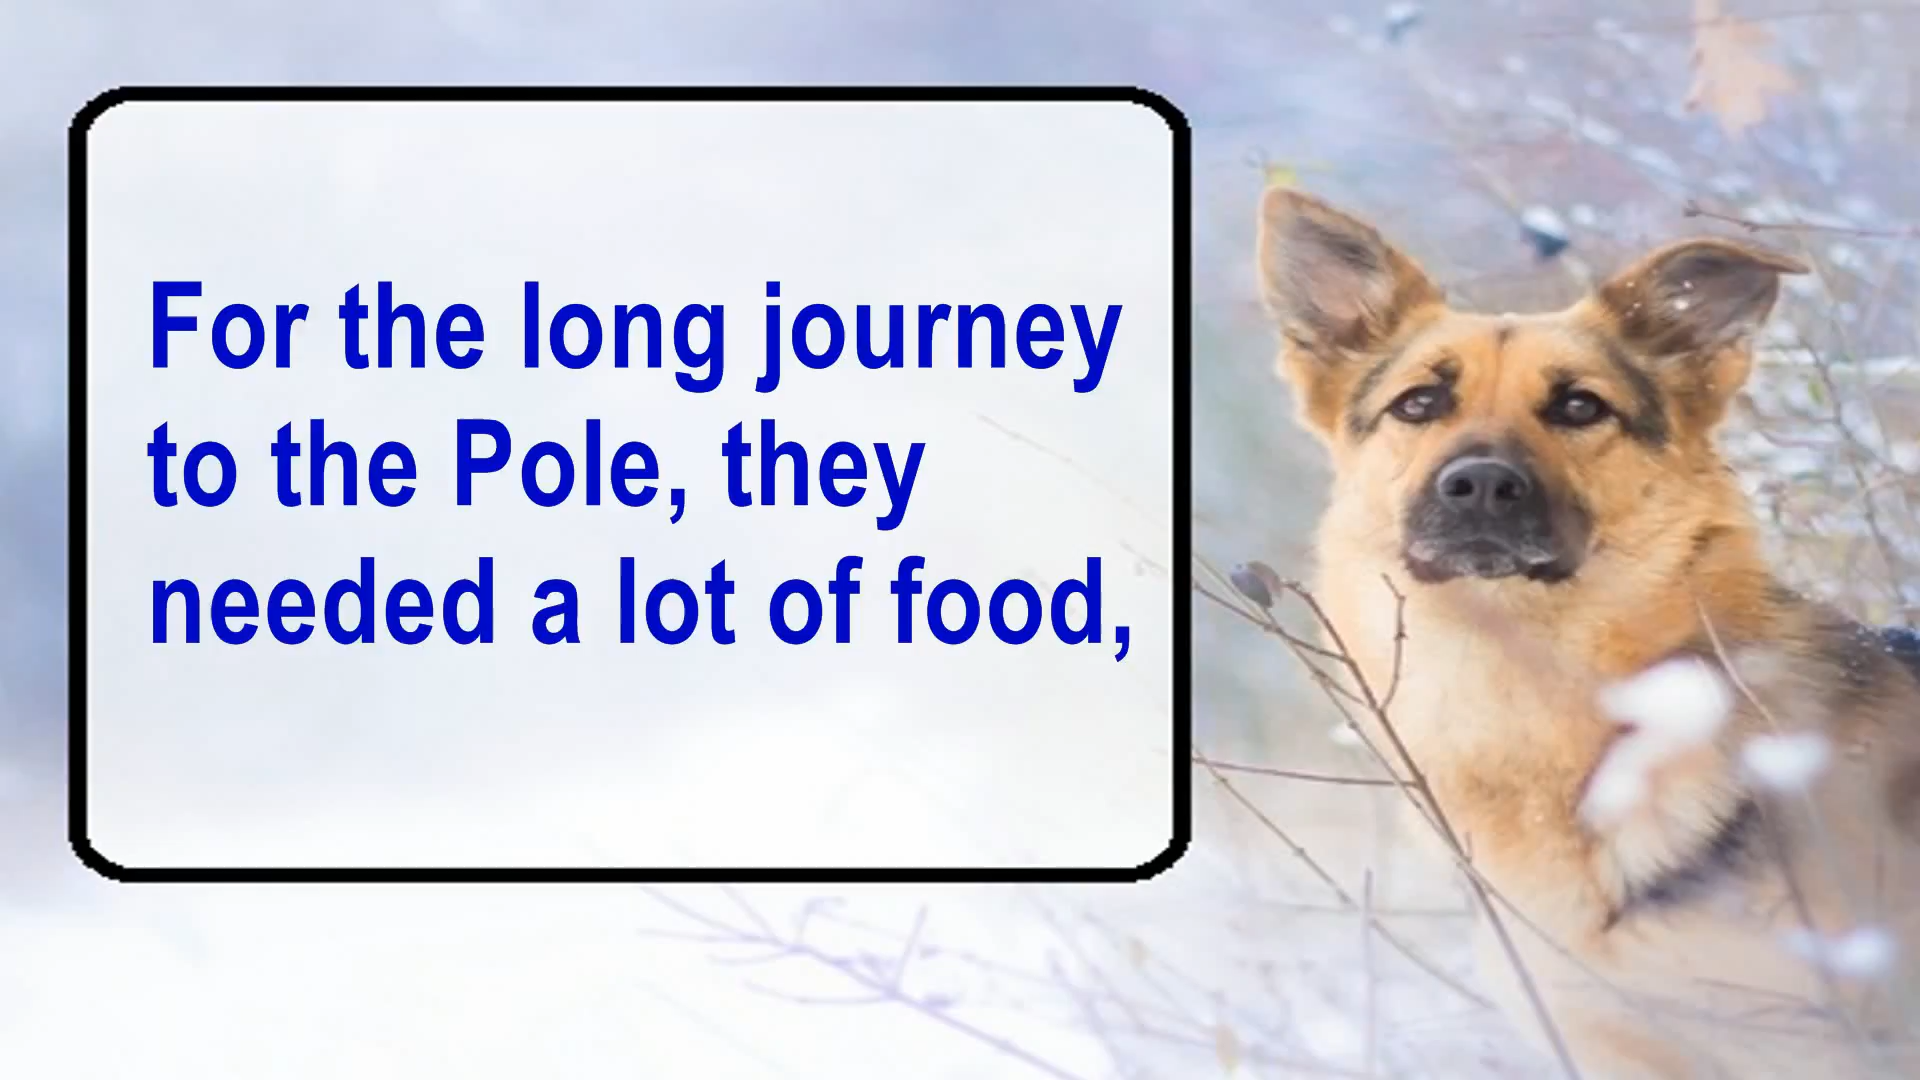 For the long journey
to the Pole, they
needed a lot of food,